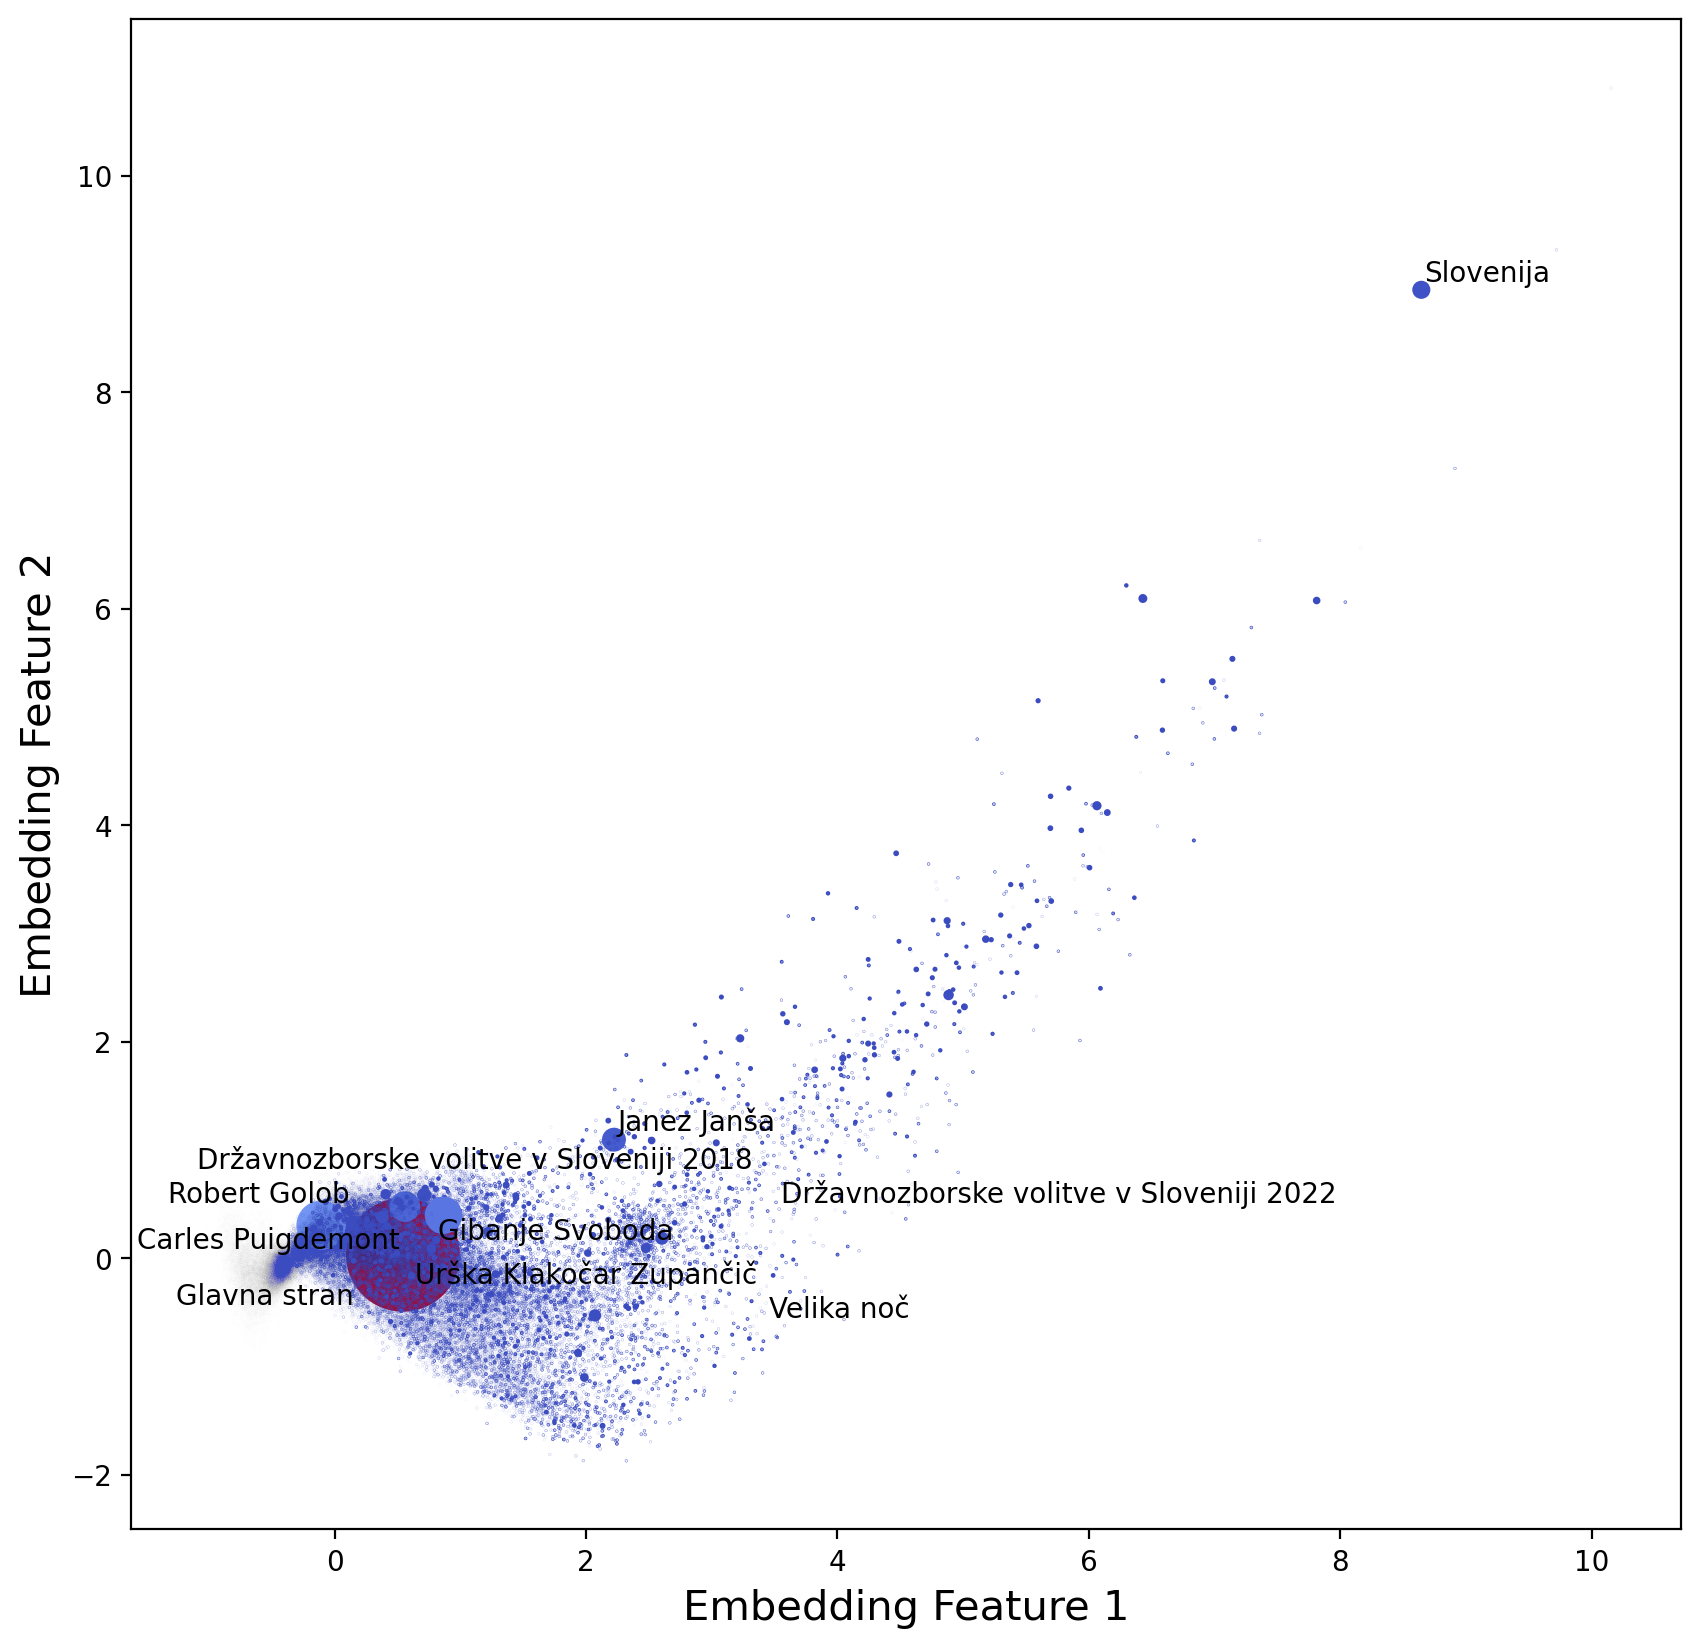 10
8
6
4
2
0
−2
Embedding Feature 2
Slovenija
Janez Janša
Državnozborske volitve v Sloveniji 2018
Robert Golob
Državnozborske volitve v Sloveniji 2022
Gibanje Svoboda
Carles Puigdemont
Urška Klakočar Zupančič
Glavna stran
Velika noč
0
2
4
6
8
10
Embedding Feature 1